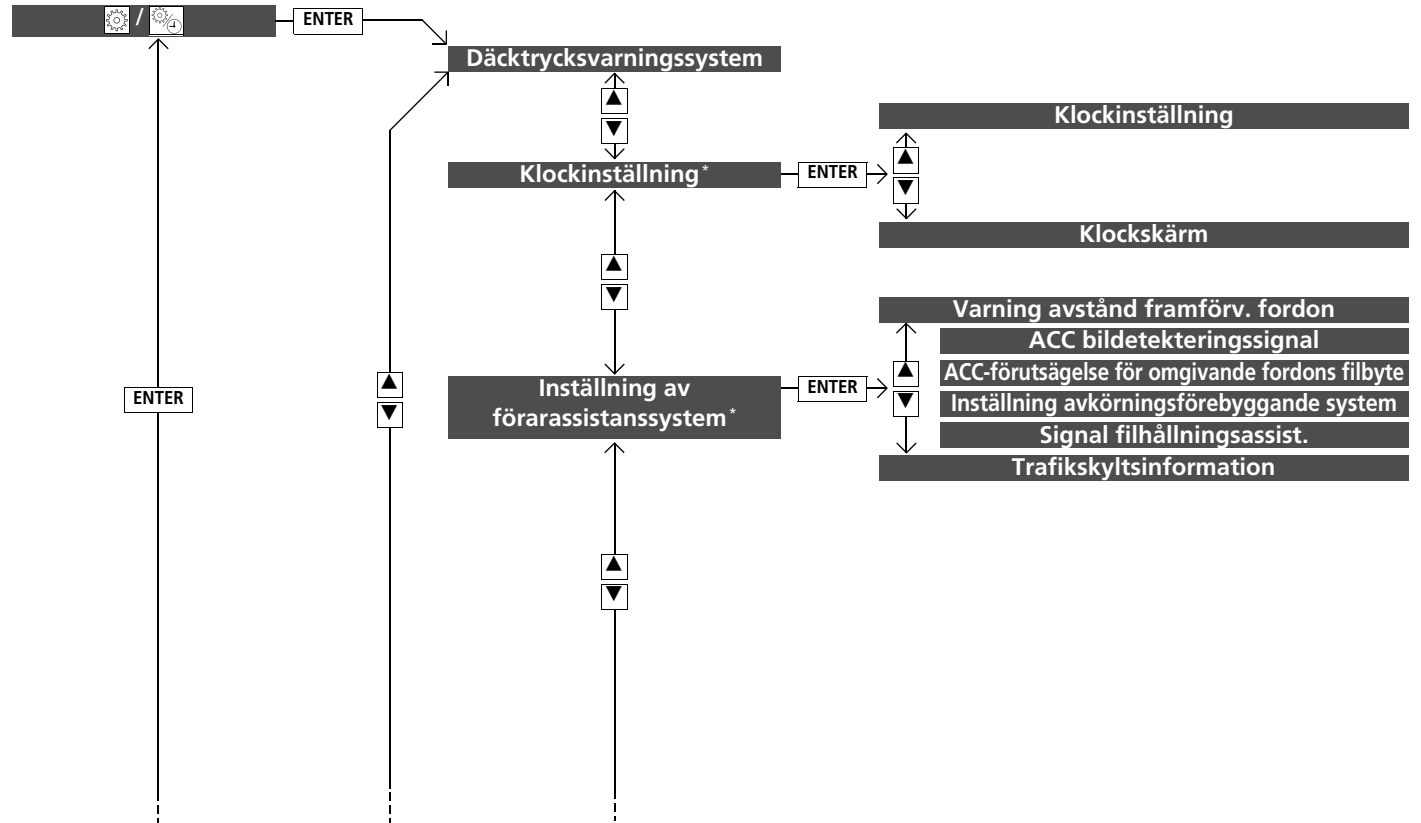 /
ENTER
Däcktrycksvarningssystem
▲
▼
Klockinställning*
ENTER
Klockinställning
▲
▼
Klockskärm
▲
▼
Inställning av
förarassistanssystem*
ENTER
Varning avstånd framförv. fordon
ACC bildetekteringssignal
▲
ACC-förutsägelse för omgivande fordons filbyte
▼
Inställning avkörningsförebyggande system
Signal filhållningsassist.
Trafikskyltsinformation
ENTER
▲
▼
▲
▼